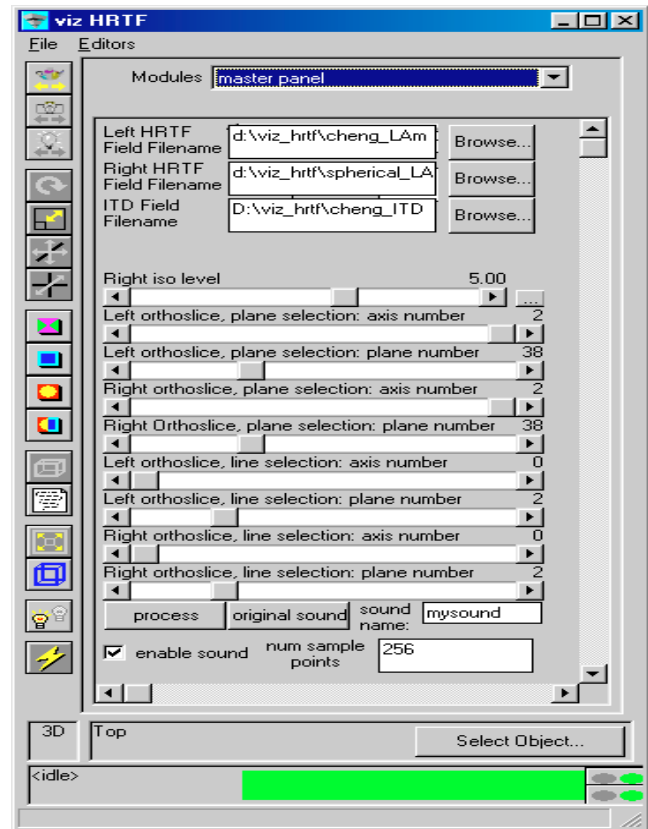 viz HRTF
File Editors
Modules master panel
Left HRTF
Field Filename
d:\viz_hrtf\cheng_LAm
Browse...
Right HRTF
Field Filename
d:\viz_hrtf\spherical_LA
Browse...
ITD Field
Filename
D:\viz_hrtf\cheng_ITD
Browse...
Right iso level 5.00
...
Left orthoslice, plane selection: axis number 2
Left orthoslice, plane selection: plane number 38
Right orthoslice, plane selection: axis number 2
Right Orthoslice, plane selection: plane number 38
Left orthoslice, line selection: axis number 0
Left orthoslice, line selection: plane number 2
Right orthoslice, line selection: axis number 0
Right orthoslice, line selection: plane number 2
process original sound sound
name:
mysound
enable sound num sample
points
256
3D Top Select Object...
<idle>